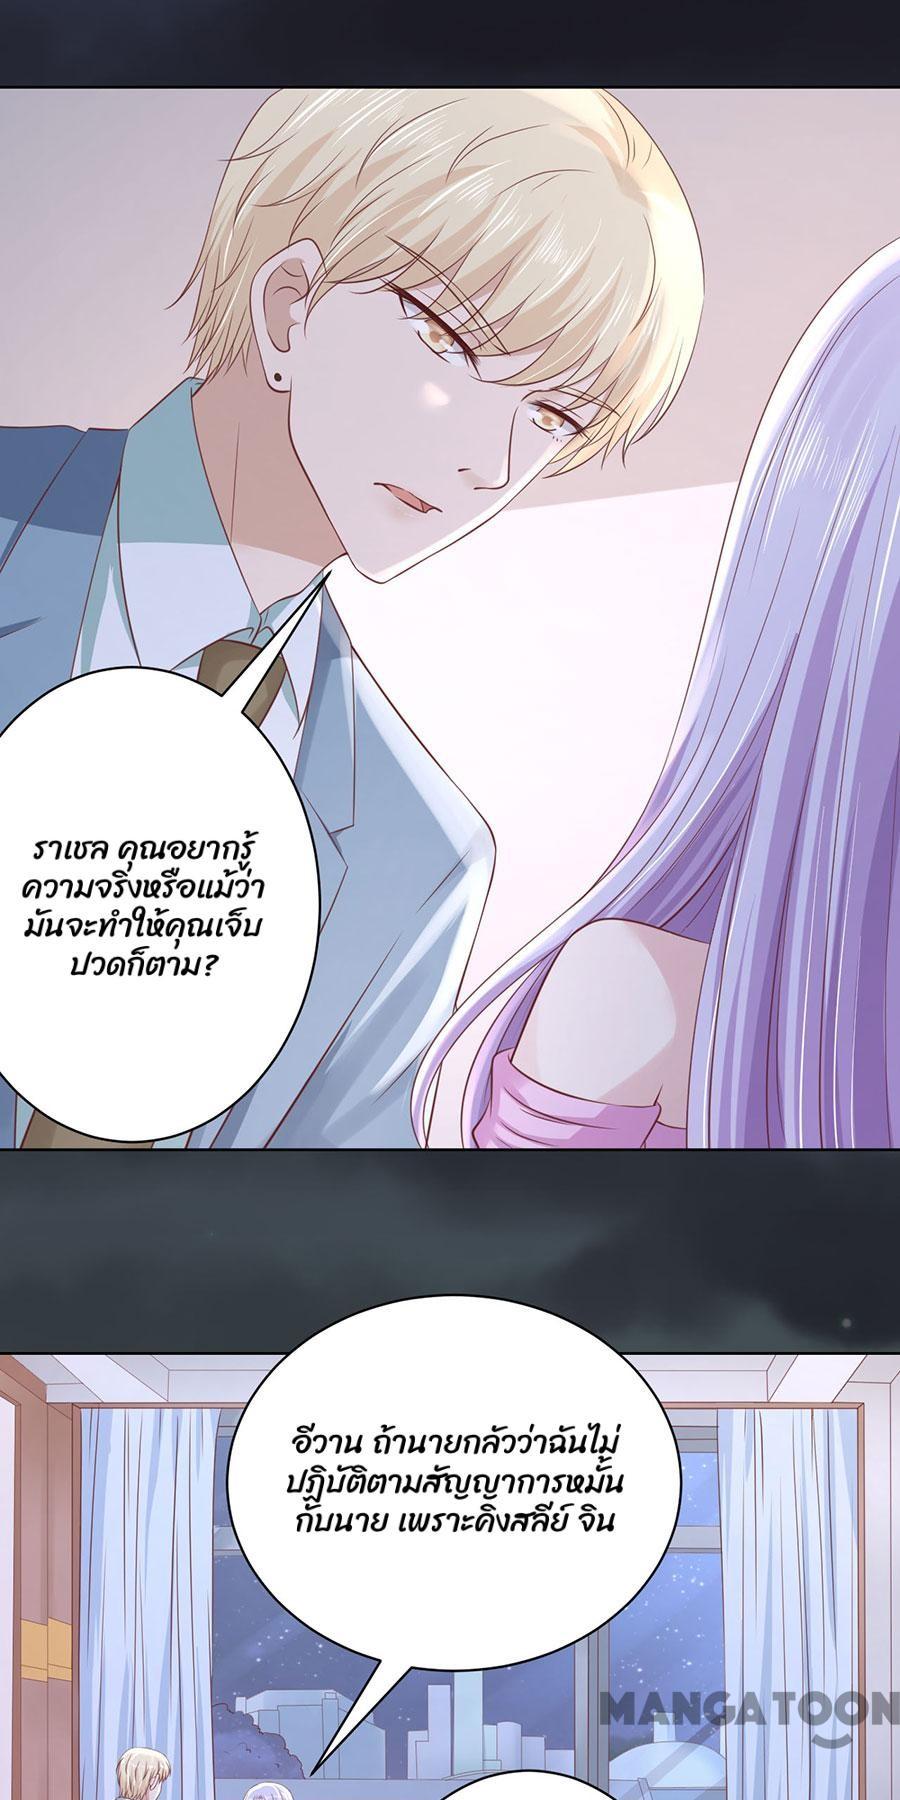 ราเชล คุณอยากรู้
ความจริงหรือแม้ว่า
มันจะทำให้คุณเจ็บ
ปวดก็ตาม?
อีวาน ถ้านายกลัวว่าฉันไม่
ปฏิบัติตามสัญญาการหมั้น
กับนาย เพราะคิงสลีย์ จิน
MANGATOON